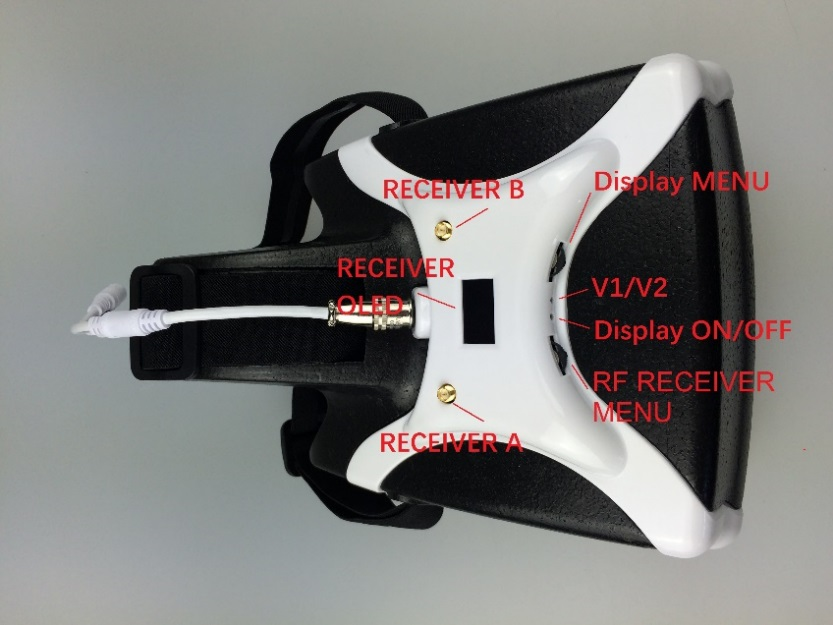 RECEIVER B
Display MENU
RECEIVER
OLED
V1/V2
Display ON/OFF
RF RECEIVER
MENU
RECEIVER A